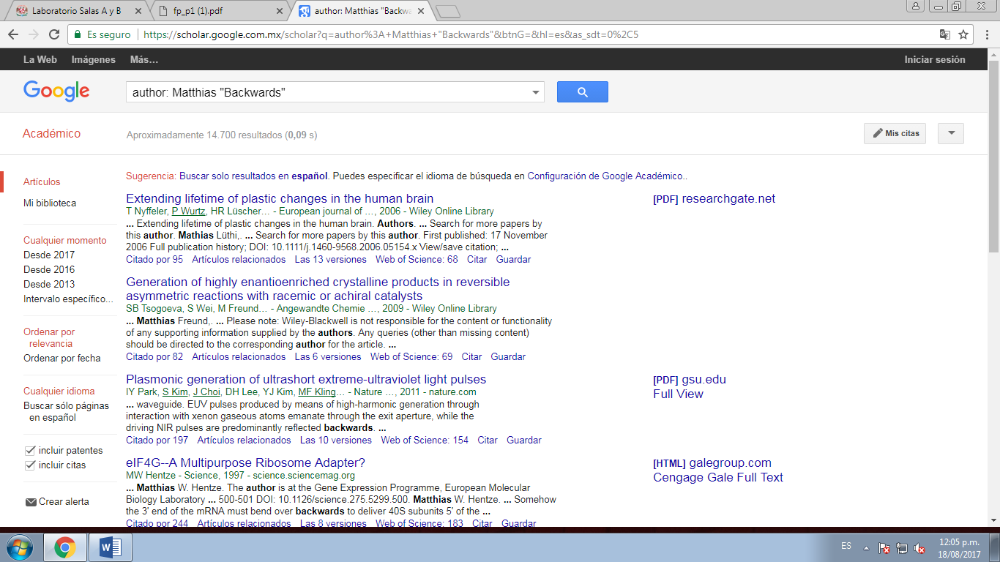 Laboratorio Salas A y B
fp_p1 (1).pdf
author: Matthias "Backw
Es seguro
https://scholar.google.com.mx/scholar?q=author%3A+Matthias+"Backwards"&btnG=&hl=es&as_sdt=0%2C5
La Web Imágenes Más... Iniciar sesión
Google
author: Matthias "Backwards"
Académico
Aproximadamente 14.700 resultados (0,09 s)
Mis citas
Artículos
Mi biblioteca
Cualquier momento
Desde 2017
Desde 2016
Desde 2013
Intervalo específico...
Ordenar por
relevancia
Ordenar por fecha
Cualquier idioma
Buscar sólo páginas
en español
incluir patentes
incluir citas
Crear alerta
Sugerencia: Buscar solo resultados en español. Puedes especificar el idioma de búsqueda en Configuración de Google Académico..
Extending lifetime of plastic changes in the human brain
T Nyffeler, P Wurtz, HR Lüscher... - European journal of ..., 2006 - Wiley Online Library
... Extending lifetime of plastic changes in the human brain. Authors. ... Search for more papers by
this author. Mathias Lüthi,. ... Search for more papers by this author. First published: 17 November
2006 Full publication history; DOI: 10.1111/j.1460-9568.2006.05154.x View/save citation; ...
Citado por 95 Artículos relacionados Las 13 versiones Web of Science: 68 Citar Guardar
[PDF] researchgate.net
Generation of highly enantioenriched crystalline products in reversible
asymmetric reactions with racemic or achiral catalysts
SB Tsogoeva, S Wei, M Freund... - Angewandte Chemie ..., 2009 - Wiley Online Library
... Matthias Freund,. ... Please note: Wiley-Blackwell is not responsible for the content or functionality
of any supporting information supplied by the authors. Any queries (other than missing content)
should be directed to the corresponding author for the article. ...
Citado por 82 Artículos relacionados Las 6 versiones Web of Science: 69 Citar Guardar
Plasmonic generation of ultrashort extreme-ultraviolet light pulses
IY Park, S Kim, J Choi, DH Lee, YJ Kim, MF Kling... - Nature ..., 2011 - nature.com
... waveguide. EUV pulses produced by means of high-harmonic generation through
interaction with xenon gaseous atoms emanate through the exit aperture, while the
driving NIR pulses are predominantly reflected backwards. ...
Citado por 197 Artículos relacionados Las 10 versiones Web of Science: 154 Citar Guardar
[PDF] gsu.edu
Full View
eIF4G--A Multipurpose Ribosome Adapter?
MW Hentze - Science, 1997 - science.sciencemag.org
... Matthias W. Hentze. The author is at the Gene Expression Programme, European Molecular
Biology Laboratory ... 500-501 DOI: 10.1126/science.275.5299.500. Matthias W. Hentze. ... Somehow
the 3' end of the mRNA must bend over backwards to deliver 40S subunits 5' of the ...
Citado por 244 Artículos relacionados Las 8 versiones Web of Science: 183 Citar Guardar
[HTML] galegroup.com
Cengage Gale Full Text
ES
12:05 p.m.
18/08/2017